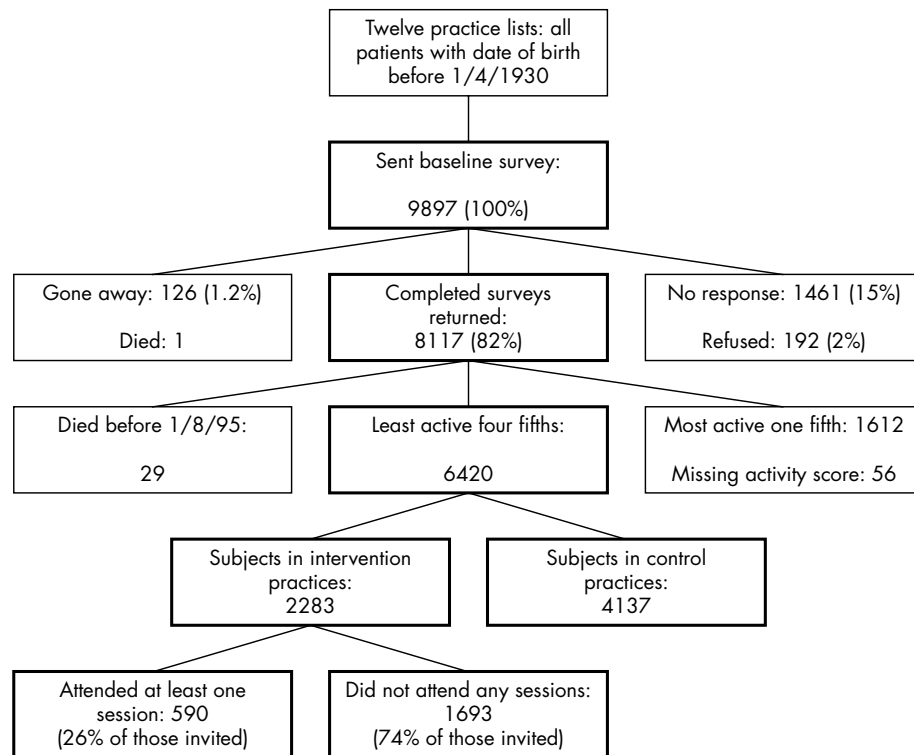 Twelve practice lists: all
patients with date of birth
before 1/4/1930
Sent baseline survey:
9897 (100%)
Gone away: 126 (1.2%)
Died: 1
Completed surveys
returned:
8117 (82%)
No response: 1461 (15%)
Refused: 192 (2%)
Died before 1/8/95:
29
Least active four fifths:
6420
Most active one fifth: 1612
Missing activity score: 56
Subjects in intervention
practices:
2283
Subjects in control
practices:
4137
Attended at least one
session: 590
(26% of those invited)
Did not attend any sessions:
1693
(74% of those invited)